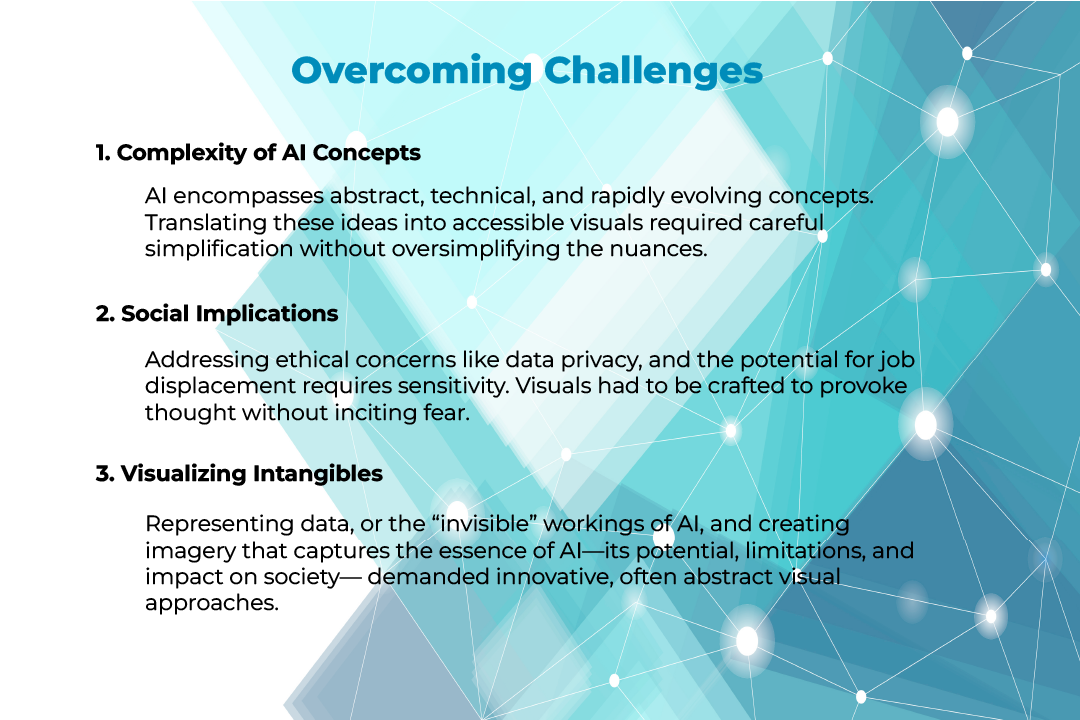 Overcoming Challenges
1. Complexity of AI Concepts
AI encompasses abstract, technical, and rapidly evolving concepts.
Translating these ideas into accessible visuals required careful
simplification without oversimplifying the nuances.
2. Social Implications
Addressing ethical concerns like data privacy, and the potential for job
displacement requires sensitivity. Visuals had to be crafted to provoke
thought without inciting fear.
3. Visualizing Intangibles
Representing data, or the “invisible” workings of AI, and creating
imagery that captures the essence of AI—its potential, limitations, and
impact on society— demanded innovative, often abstract visual
approaches.